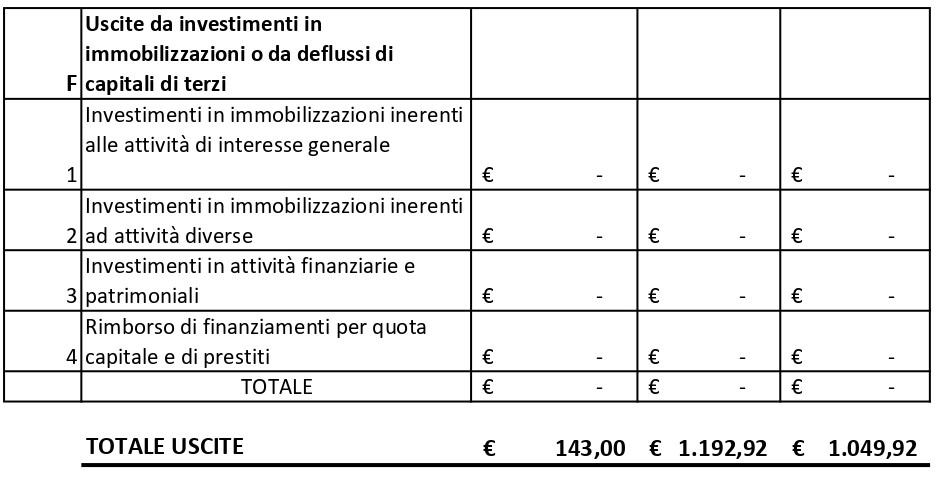 Uscite da investimenti in
immobilizzazioni o da deflussi di
F capitali di terzi
Investimenti in immobilizzazioni inerenti
alle attività di interesse generale
1 € - € - € -
Investimenti in immobilizzazioni inerenti
2 ad attività diverse € - € - € -
Investimenti in attività finanziarie e
3 patrimoniali € - € - € -
Rimborso di finanziamenti per quota
4 capitale e di prestiti € - € - € -
TOTALE € - € - € -
TOTALE USCITE € 143,00 € 1.192,92 € 1.049,92